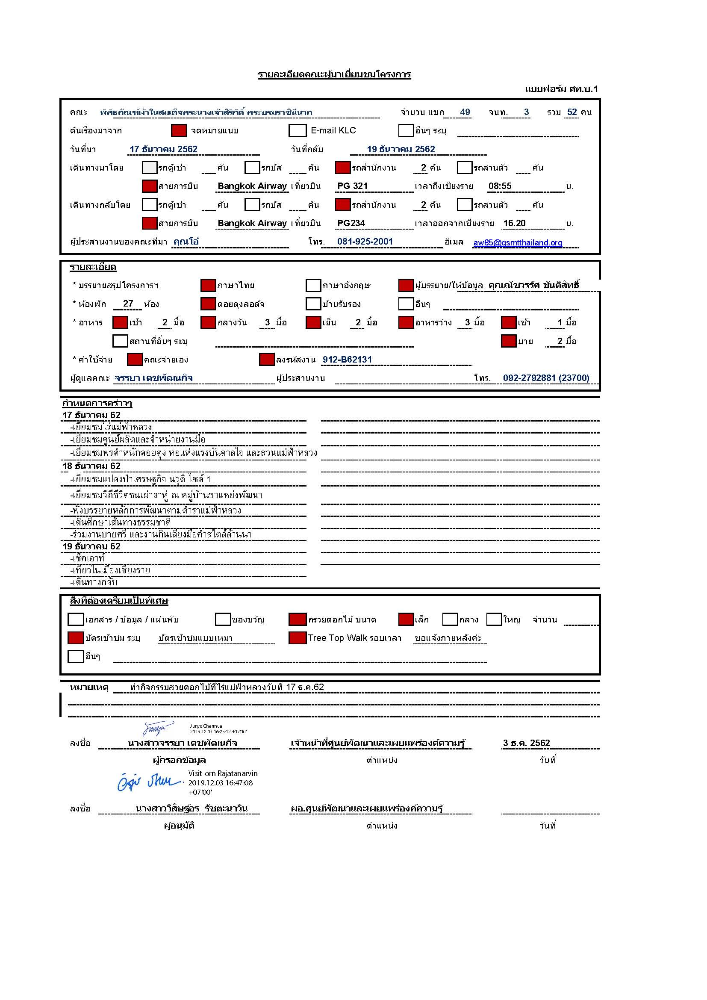 รายละเอียดคณะผู้มาเยี่ยมชมโครงการ
แบบฟอร์ม ศท.บ.1
คณะ พิพิธภัณฑ์ผ้าในสมเด็จพระนางเจ้าสิริกิติ์ พระบรมราชินีนาถ จำนวน แขก 49 จนท. 3 รวม 52 คน
ต้นเรื่องมาจาก จดหมายแนบ E-mail KLC อื่นๆ ระบุ
วันที่มา 17 ธันวาคม 2562 วันที่กลับ 19 ธันวาคม 2562
เดินทางมาโดย รถตู้เช่า คัน รถบัส คัน รถสำนักงาน 2 คัน รถส่วนตัว คัน
สายการบิน Bangkok Airway เที่ยวบิน PG 321 เวลาถึงเชียงราย 08:55 น.
เดินทางกลับโดย รถตู้เช่า คัน รถบัส คัน รถสำนักงาน 2 คัน รถส่วนตัว คัน
สายการบิน Bangkok Airway เที่ยวบิน PG234 เวลาออกจากเชียงราย 16.20 น.
ผู้ประสานงานของคณะที่มา คุณโอ๋ โทร. 081-925-2001 อีเมล aw85@qsmtthailand.org
รายละเอียด
* บรรยายสรุปโครงการฯ ภาษาไทย ภาษาอังกฤษ ผู้บรรยาย/ให้ข้อมูล คุณณัชวรรัศ ขันติสิทธิ์
* ห้องพัก 27 ห้อง ดอยตุงลอด์จ บ้านรับรอง อื่นๆ
* อาหาร เช้า 2 มื้อ กลางวัน 3 มื้อ เย็น 2 มื้อ อาหารว่าง 3 มื้อ เช้า 1 มื้อ
สถานที่อื่นๆ ระบุ บ่าย 2 มื้อ
* ค่าใช้จ่าย คณะจ่ายเอง ลงรหัสงาน 912-B62131
ผู้ดูแลคณะ จรรยา เดชพัฒนกิจ ผู้ประสานงาน โทร. 092-2792881 (23700)
กำหนดการคร่าวๆ
17 ธันวาคม 62
-เยี่ยมชมไร่แม่ฟ้าหลวง
-เยี่ยมชมศูนย์ผลิตและจำหน่ายงานมือ
-เยี่ยมชมพรตำหนักดอยตุง หอแห่งแรงบันดาลใจ และสวนแม่ฟ้าหลวง
18 ธันวาคม 62
-เยี่ยมชมแปลงป่าเศรษฐกิจ นวุติ ไซด์ 1
-เยี่ยมชมวิถีชีวิตชนเผ่าลาหู่ ณ หมู่บ้านขาแหย่งพัฒนา
-ฟังบรรยายหลักการพัฒนาตามตำราแม่ฟ้าหลวง
-เดินศึกษาเส้นทางธรรมชาติ
-ร่วมงานบายศรี และงานกินเลี้ยงมื้อค่ำสไตล์ล้านนา
19 ธันวาคม 62
-เช็คเอาท์
-เที่ยวในเมืองเชียงราย
-เดินทางกลับ
สิ่งที่ต้องเตรียมเป็นพิเศษ
เอกสาร / ข้อมูล / แผ่นพับ ของขวัญ กรวยดอกไม้ ขนาด เล็ก กลาง ใหญ่ จำนวน
บัตรเข้าชม ระบุ บัตรเข้าชมแบบเหมา Tree Top Walk รอบเวลา ขอแจ้งภายหลังค่ะ
อื่นๆ
หมายเหตุ ทำกิจกรรมสวยดอกไม้ที่ไร่แม่ฟ้าหลวงวันที่ 17 ธ.ค.62
Junya Junya Chermue
2019.12.03 16:25:12 +07'00'
ลงชื่อ นางสาวจรรยา เดชพัฒนกิจ เจ้าหน้าที่ศูนย์พัฒนาและเผยแพร่องค์ความรู้ 3 ธ.ค. 2562
ผู้กรอกข้อมูล ตำแหน่ง วันที่
Visit-orn Rajatanarvin
2019.12.03 16:47:08
+07'00'
ลงชื่อ นางสาววิสิษฐ์อร รัชตะนาวิน ผอ.ศูนย์พัฒนาและเผยแพร่องค์ความรู้
ผู้อนุมัติ ตำแหน่ง วันที่